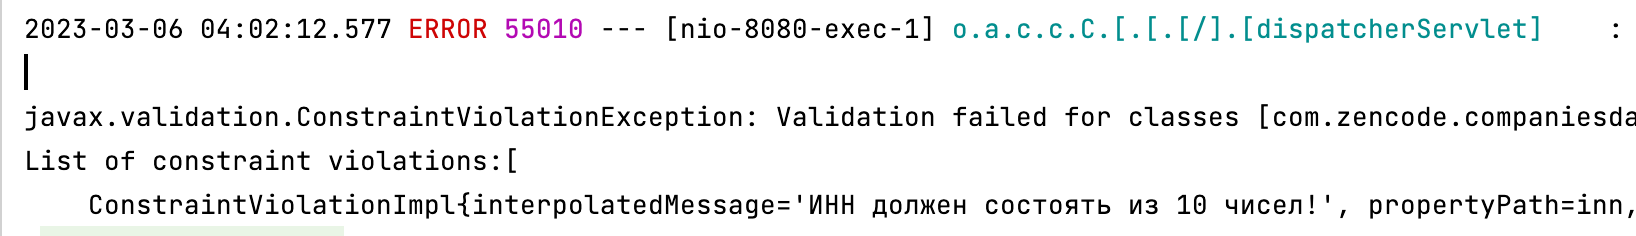 2023-03-06 04:02:12.577 ERROR 55010 --- [nio-8080-exec-1] o.a.c.c.C.[.[.[/].[dispatcherServlet]    :
javax.validation.ConstraintViolationException: Validation failed for classes [com.zencode.companiesda
List of constraint violations:[
    ConstraintViolationImpl{interpolatedMessage='ИНН должен состоять из 10 чисел!', propertyPath=inn,